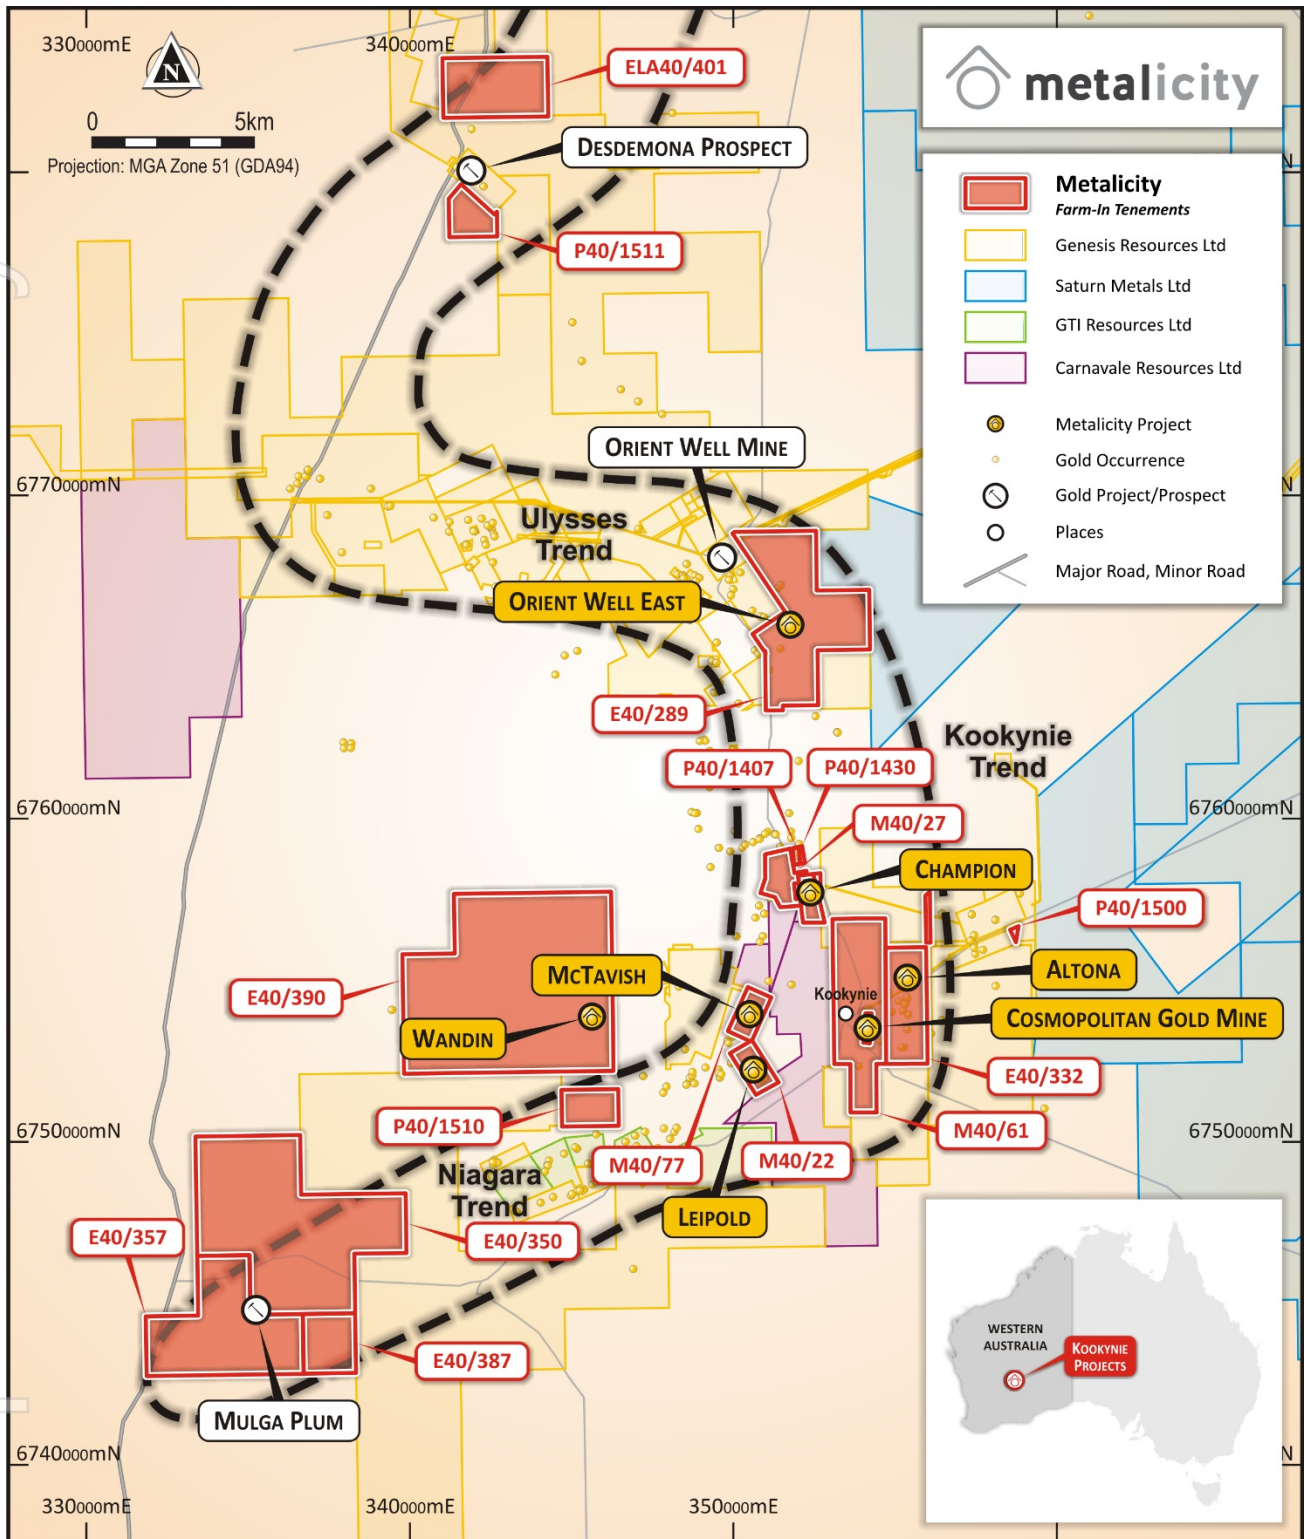 330000mE
340000mE
N
0 5km
Projection: MGA Zone 51 (GDA94)
ELA40/401
DESDEMONA PROSPECT
P40/1511
metalicity
Metalicity
Farm-In Tenements
Genesis Resources Ltd
Saturn Metals Ltd
GTI Resources Ltd
Carnavale Resources Ltd
Metalicity Project
Gold Occurrence
Gold Project/Prospect
Places
Major Road, Minor Road
N
N
ORIENT WELL MINE
6770000mN
Ulysses
Trend
ORIENT WELL EAST
E40/289
Kookynie
Trend
P40/1407
P40/1430
M40/27
6760000mN
6760000mN
CHAMPION
P40/1500
MCTAVISH
ALTONA
E40/390
Kookynie
WANDIN
COSMOPOLITAN GOLD MINE
E40/332
P40/1510
M40/61
6750000mN
6750000mN
M40/77
M40/22
Niagara
Trend
LEIPOLD
E40/357
E40/350
E40/387
MULGA PLUM
WESTERN
AUSTRALIA
KOOKYNIE
PROJECTS
6740000mN
N
330000mE
340000mE
350000mE